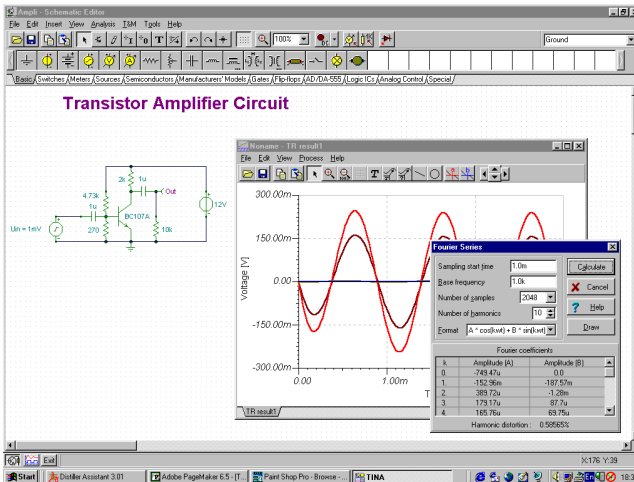 Ampli - Schematic Editor
File Edit Insert View Analysis T&M Tools Help
100%
Ground
Basic Switches Meters Sources Semiconductors Manufacturers' Models Gates Flip-flops AD/DA-555 Logic ICs Analog Control Special
Transistor Amplifier Circuit
2k
1u
Out
4.73k
1u
BC107A
12V
Uin = 1mV
270
10k
Noname - TR result1
File Edit View Process Help
300.00m
150.00m
0.00
-150.00m
-300.00m
Voltage [V]
0.00
1.00m
T
TR result1
Fourier Series
Sampling start time 1.0m Calculate
Base frequency 1.0k Cancel
Number of samples 2048
Number of harmonics 10 Help
Format A * cos(kwt) + B * sin(kwt) Draw
Fourier coefficients
k Amplitude (A) Amplitude (B)
0. -749.47u 0.0
1. -152.96m -187.57m
2. 389.72u -1.28m
3. 179.17u 87.7u
4. 165.76u 69.75u
Harmonic distortion : 0.58565%
Exit
X:176 Y:39
Start Distiller Assistant 3.01 Adobe PageMaker 6.5 - [T... Paint Shop Pro - Browse - ... TINA
18:3